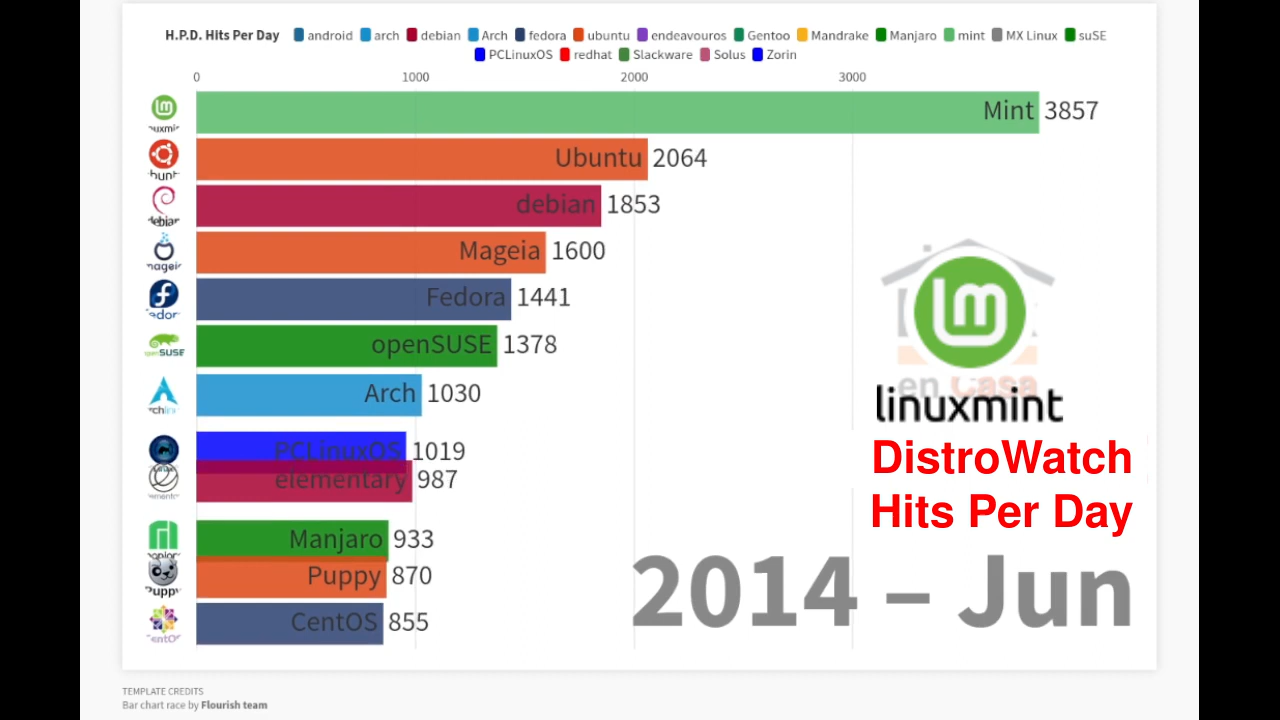 H.P.D. Hits Per Day android arch debian Arch fedora ubuntu endeavouros Gentoo Mandrake Manjaro mint MX Linux suSE
PCLinuxOS redhat Slackware Solus Zorin
0 1000 2000 3000
Mint 3857
Ubuntu 2064
debian 1853
Mageia 1600
Fedora 1441
openSUSE 1378
Arch 1030
PCLinuxOS 1019
elementary 987
Manjaro 933
Puppy 870
CentOS 855
en Casa
linuxmint
DistroWatch
Hits Per Day
2014 – Jun
TEMPLATE CREDITS
Bar chart race by Flourish team